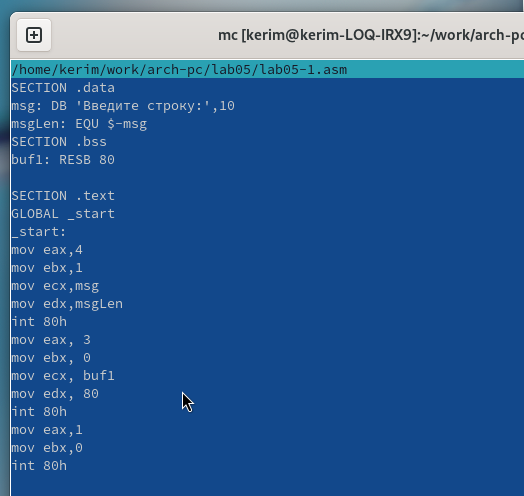 mc [kerim@kerim-LOQ-IRX9]:~/work/arch-pc
/home/kerim/work/arch-pc/lab05/lab05-1.asm
SECTION .data
msg: DB 'Введите строку:',10
msgLen: EQU $-msg
SECTION .bss
buf1: RESB 80

SECTION .text
GLOBAL _start
_start:
mov eax,4
mov ebx,1
mov ecx,msg
mov edx,msgLen
int 80h
mov eax, 3
mov ebx, 0
mov ecx, buf1
mov edx, 80
int 80h
mov eax,1
mov ebx,0
int 80h